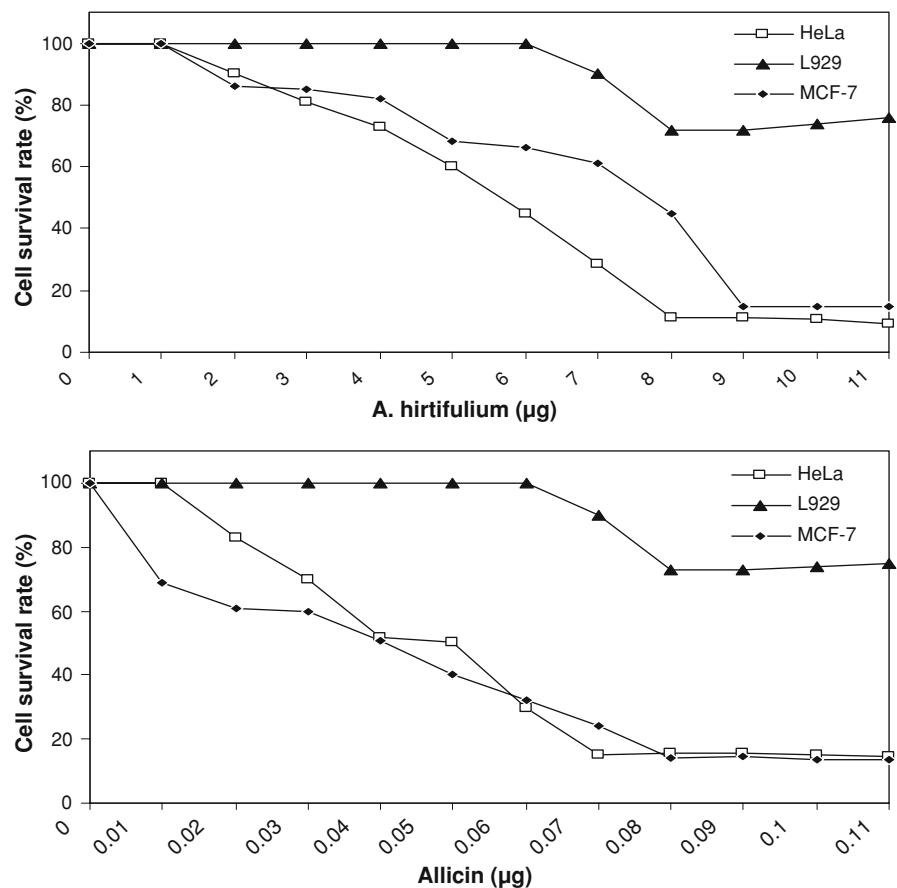 HeLa
L929
MCF-7
Cell survival rate (%)
100
80
60
40
20
0
0 1 2 3 4 5 6 7 8 9 10 11
A. hirtifulium (µg)
HeLa
L929
MCF-7
Cell survival rate (%)
100
80
60
40
20
0
0 0.01 0.02 0.03 0.04 0.05 0.06 0.07 0.08 0.09 0.1 0.11
Allicin (µg)